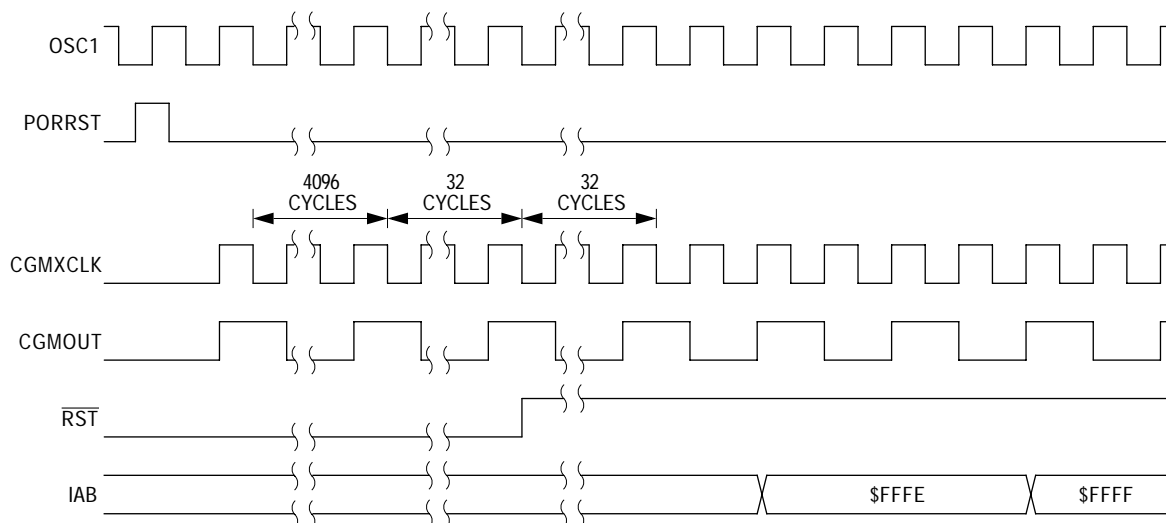 OSC1
PORRST
4096
CYCLES
32
CYCLES
32
CYCLES
CGMXCLK
CGMOUT
RST
IAB
$FFFE
$FFFF